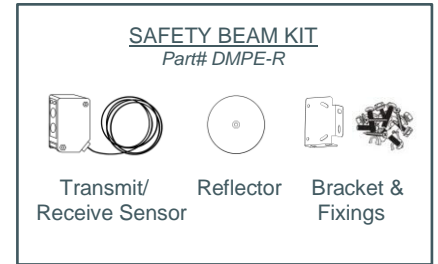 SAFETY BEAM KIT
Part# DMPE-R
Transmit/
Receive Sensor
Reflector
Bracket &
Fixings